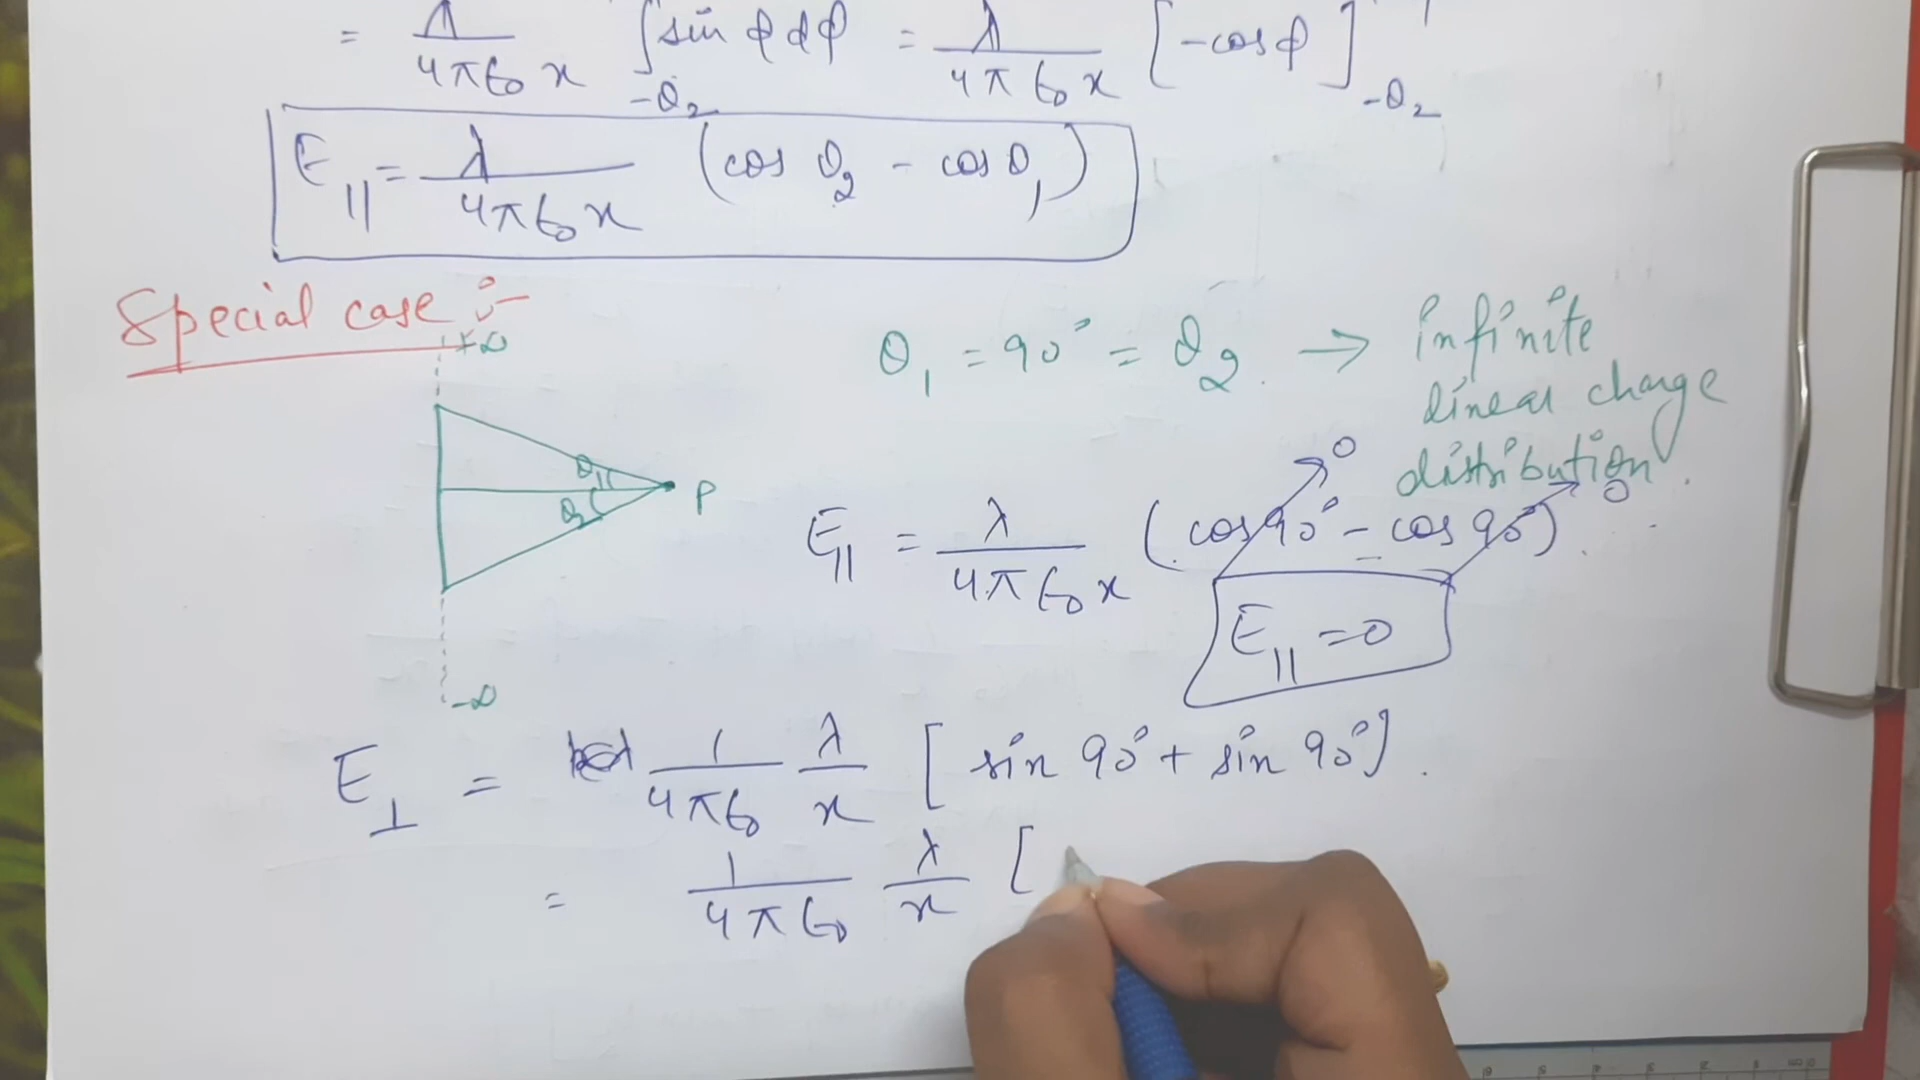 = λ/4πε₀x ∫₋θ₂ sin φ dφ = λ/4πε₀x [-cos φ]₋θ₂
E∥ = λ/4πε₀x (cos θ₂ - cos θ₁)
Special case :-
+∞
θ₁ = 90° = θ₂ → infinite
linear charge
distribution
θ₁
θ₂
P
-∞
E∥ = λ/4πε₀x (cos 90° - cos 90°)
0
0
E∥ = 0
E⊥ = 1/4πε₀ λ/x [sin 90° + sin 90°]
= 1/4πε₀ λ/x [